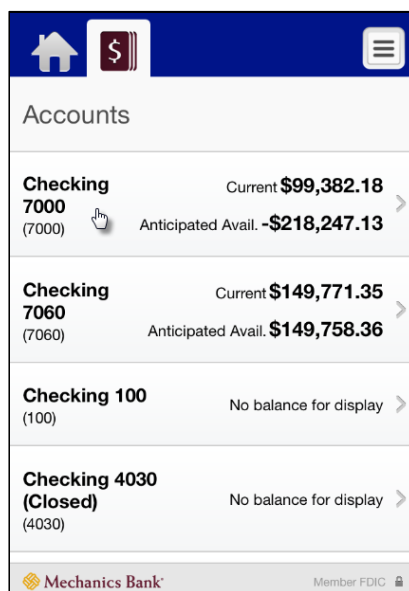 $
Accounts
Checking 7000
(7000)
Current $99,382.18
Anticipated Avail. -$218,247.13
Checking 7060
(7060)
Current $149,771.35
Anticipated Avail. $149,758.36
Checking 100
(100)
No balance for display
Checking 4030
(Closed)
(4030)
No balance for display
Mechanics Bank
Member FDIC